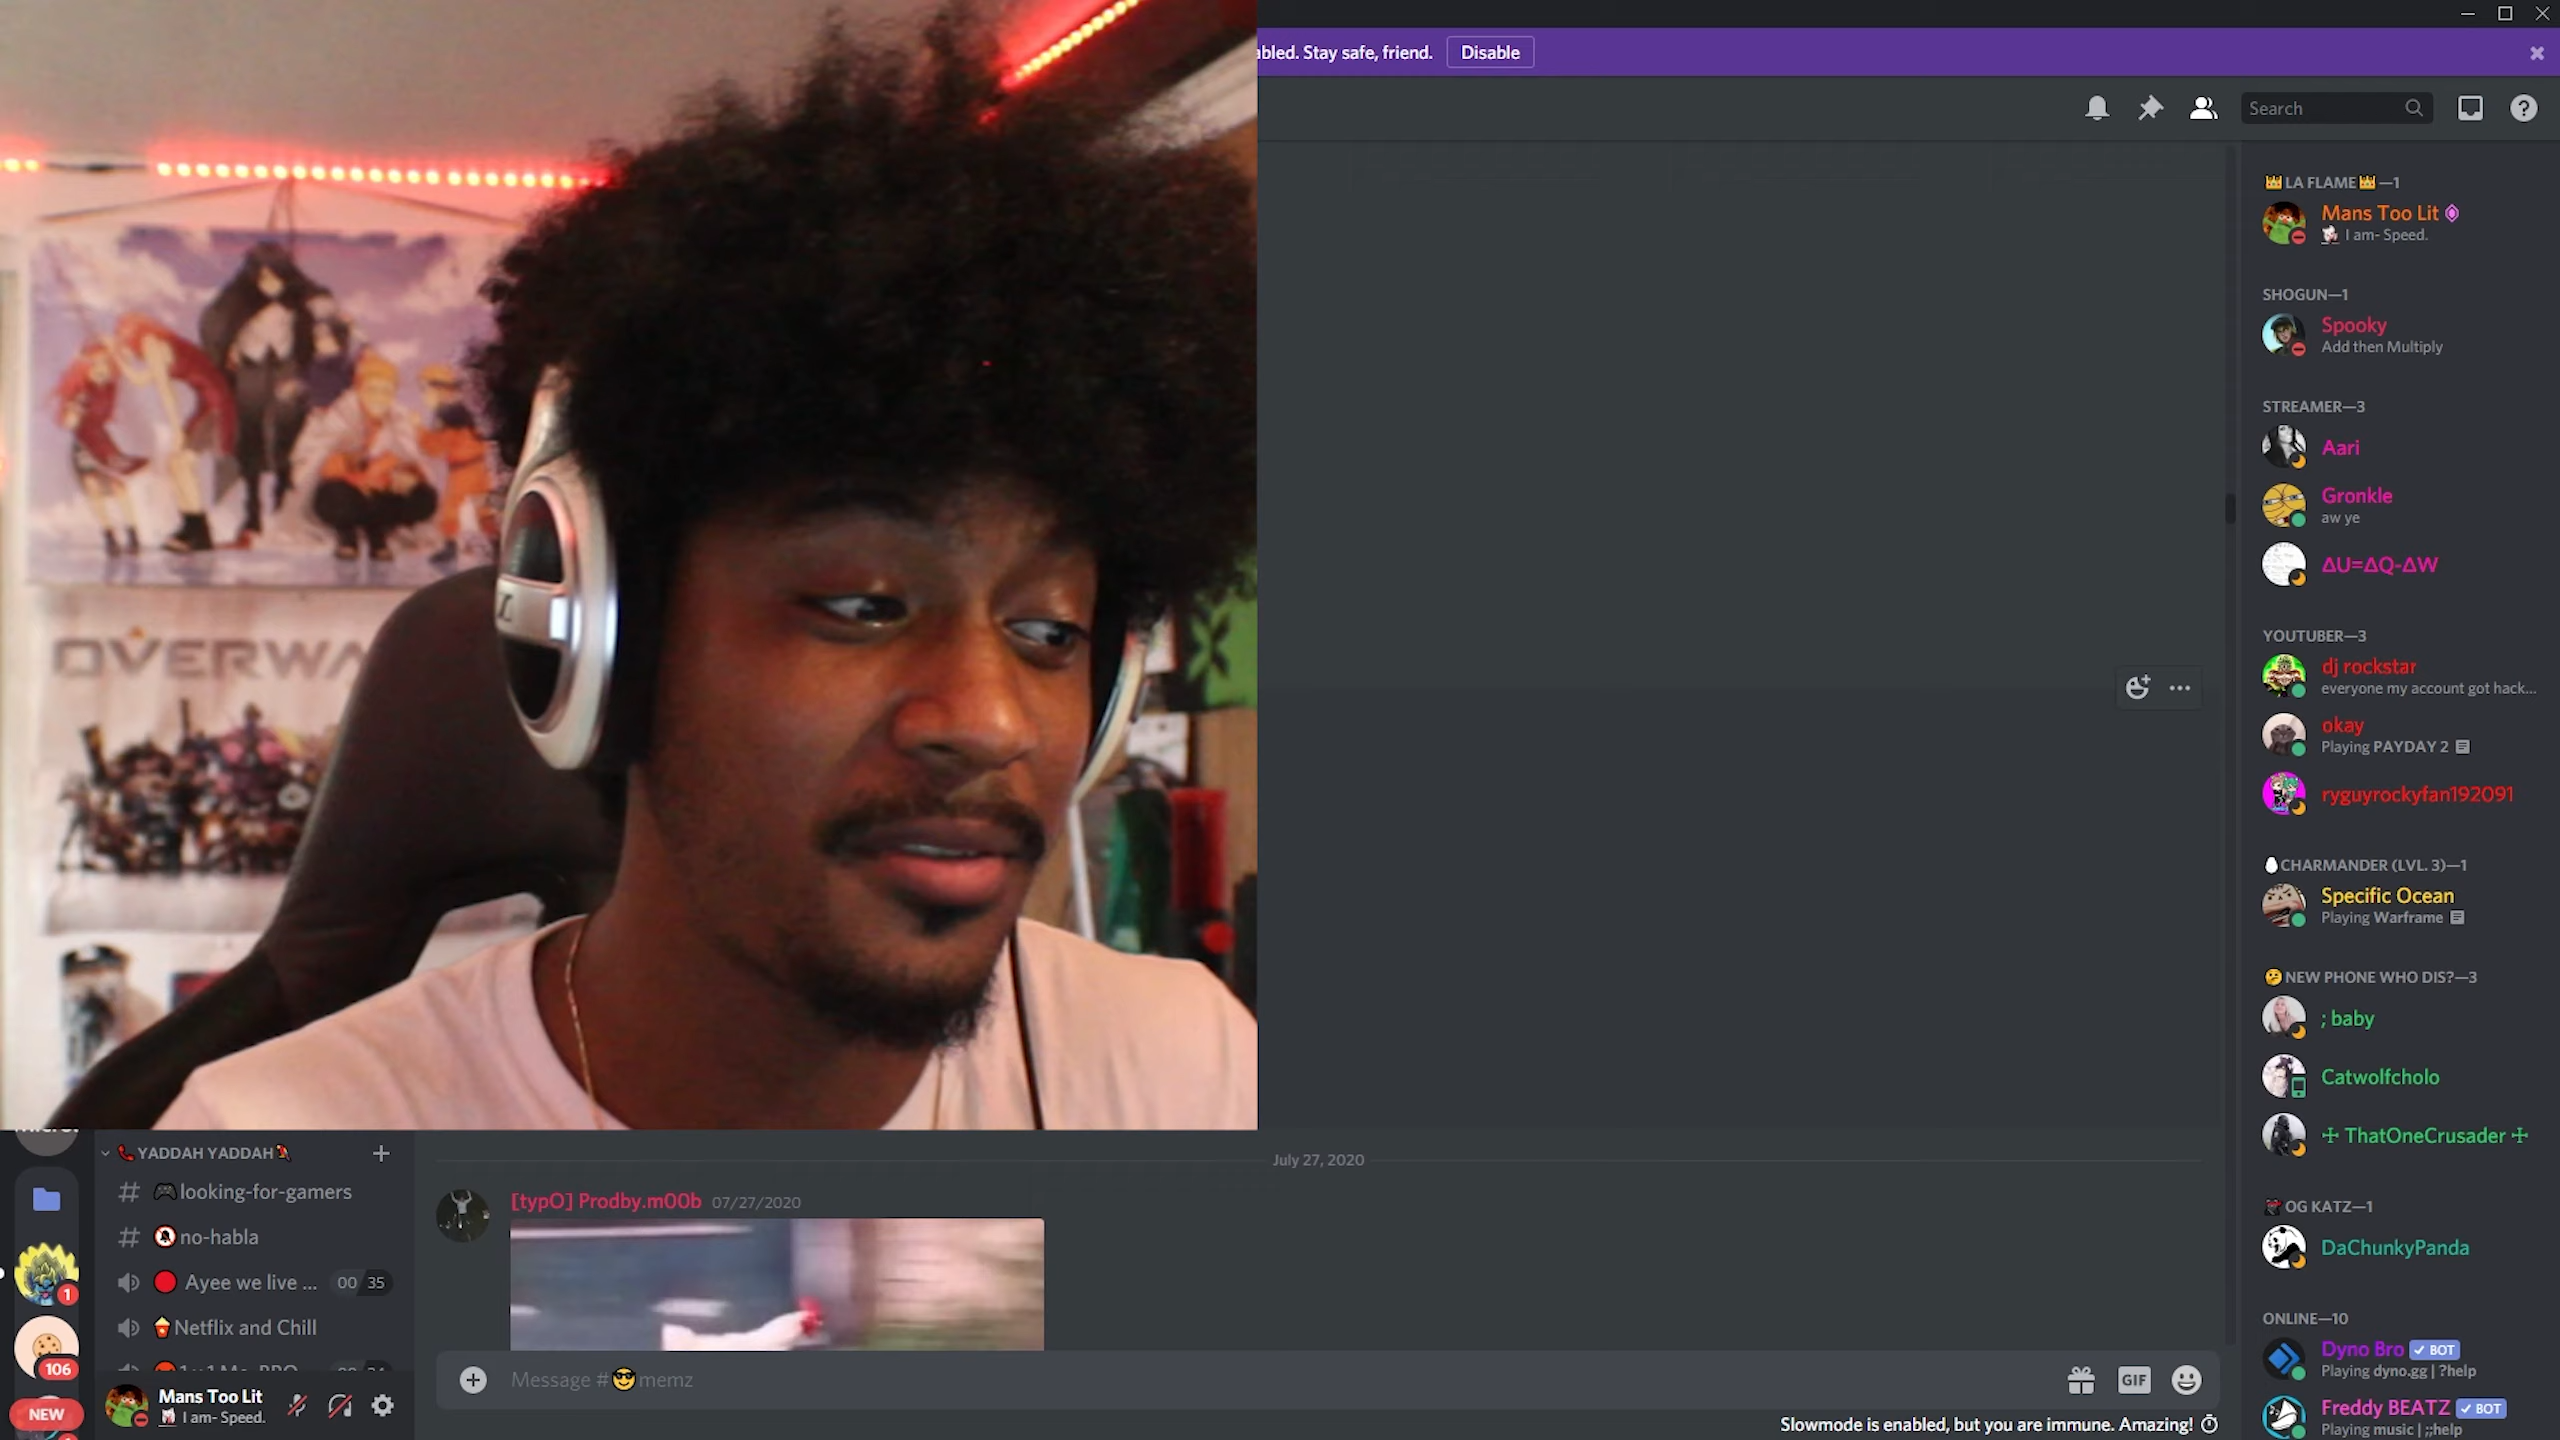 abled. Stay safe, friend. Disable
Search
LA FLAME—1
Mans Too Lit
I am- Speed.
SHOGUN—1
Spooky
Add then Multiply
STREAMER—3
Aari
Gronkle
aw ye
ΔU=ΔQ-ΔW
YOUTUBER—3
dj rockstar
everyone my account got hack...
okay
Playing PAYDAY 2
ryguyrockyfan192091
CHARMANDER (LVL. 3)—1
Specific Ocean
Playing Warframe
NEW PHONE WHO DIS?—3
; baby
Catwolfcholo
ThatOneCrusader
OG KATZ—1
DaChunkyPanda
ONLINE—10
Dyno Bro BOT
Playing dyno.gg | ?help
Freddy BEATZ BOT
Playing music | ;;help
OVERWA
YADDAH YADDAH
looking-for-gamers
no-habla
Ayee we live ... 00 35
Netflix and Chill
1
106
NEW
Mans Too Lit
I am- Speed.
July 27, 2020
[typO] Prodby.m00b 07/27/2020
Message #😎memz
GIF
Slowmode is enabled, but you are immune. Amazing!